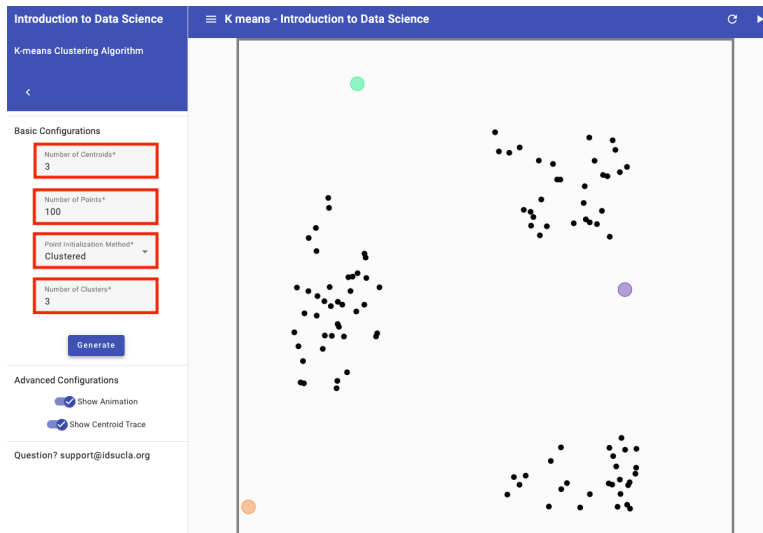 Introduction to Data Science
K means - Introduction to Data Science
K-means Clustering Algorithm
Basic Configurations
Number of Centroids*
3
Number of Points*
100
Point Initialization Method*
Clustered
Number of Clusters*
3
Generate
Advanced Configurations
Show Animation
Show Centroid Trace
Question? support@idsucla.org